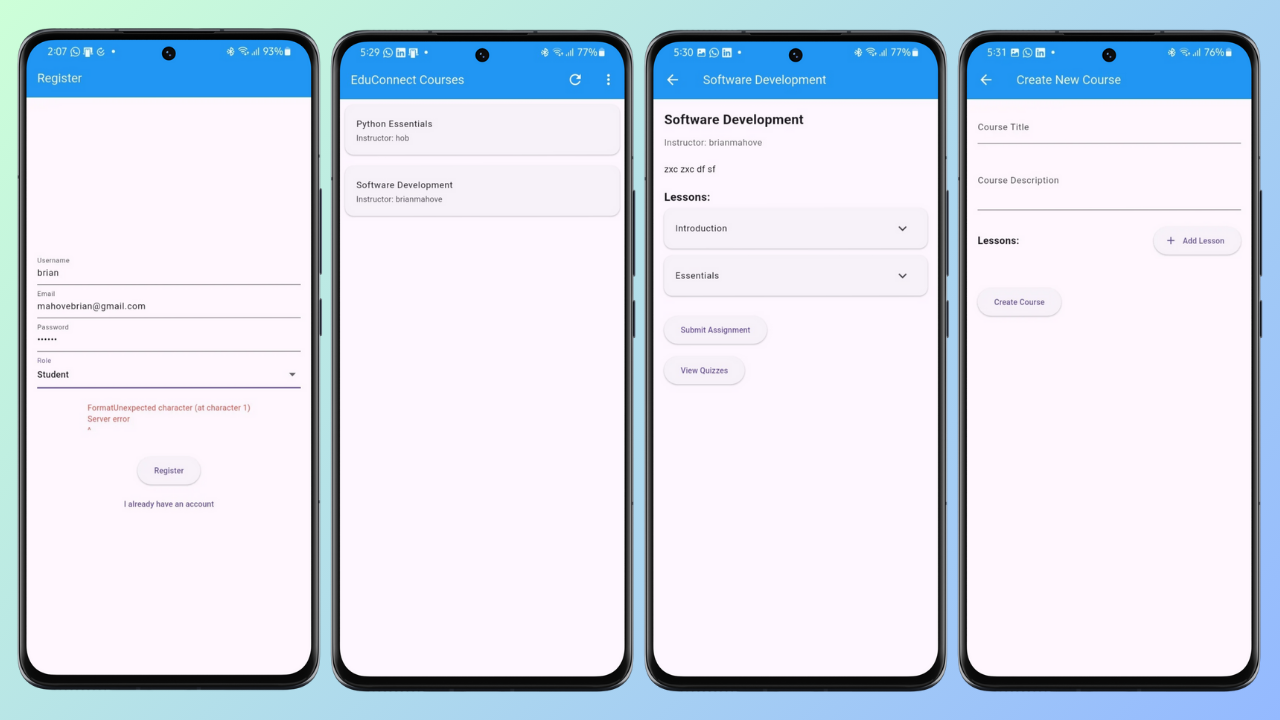 2:07
93%
Register
Username
brian
Email
mahovebrian@gmail.com
Password
••••••
Role
Student
FormatUnexpected character (at character 1)
Server error
^
Register
I already have an account
5:29
77%
EduConnect Courses
Python Essentials
Instructor: hob
Software Development
Instructor: brianmahove
5:30
77%
Software Development
Software Development
Instructor: brianmahove
zxc zxc df sf
Lessons:
Introduction
Essentials
Submit Assignment
View Quizzes
5:31
76%
Create New Course
Course Title
Course Description
Lessons:
+ Add Lesson
Create Course